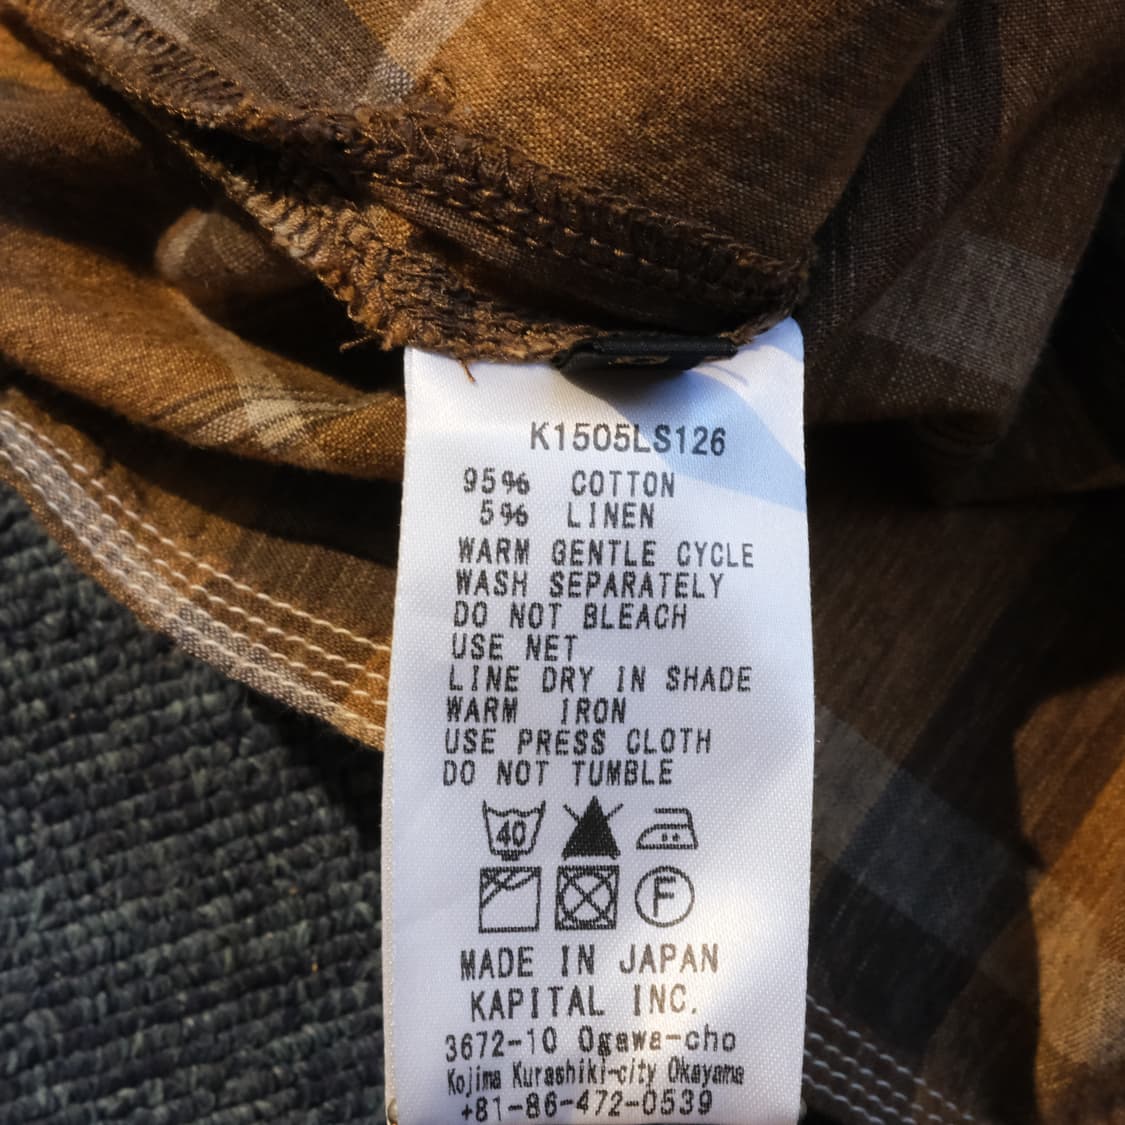 K1505LS126
95% COTTON
5% LINEN
WARM GENTLE CYCLE
WASH SEPARATELY
DO NOT BLEACH
USE NET
LINE DRY IN SHADE
WARM IRON
USE PRESS CLOTH
DO NOT TUMBLE
40
F
MADE IN JAPAN
KAPITAL INC.
3672-10 Ogawa-cho
Kojima Kurashiki-city Okayama
+81-86-472-0539